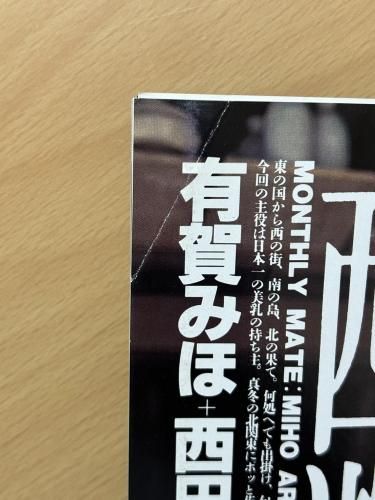 西
MONTHLY MATE: MIHO AR
東の国から西の街、南の島、北の果て。何処へでも出掛け、
今回の主役は日本一の美乳の持ち主。真冬の北関東にポッと
有賀みほ+西田